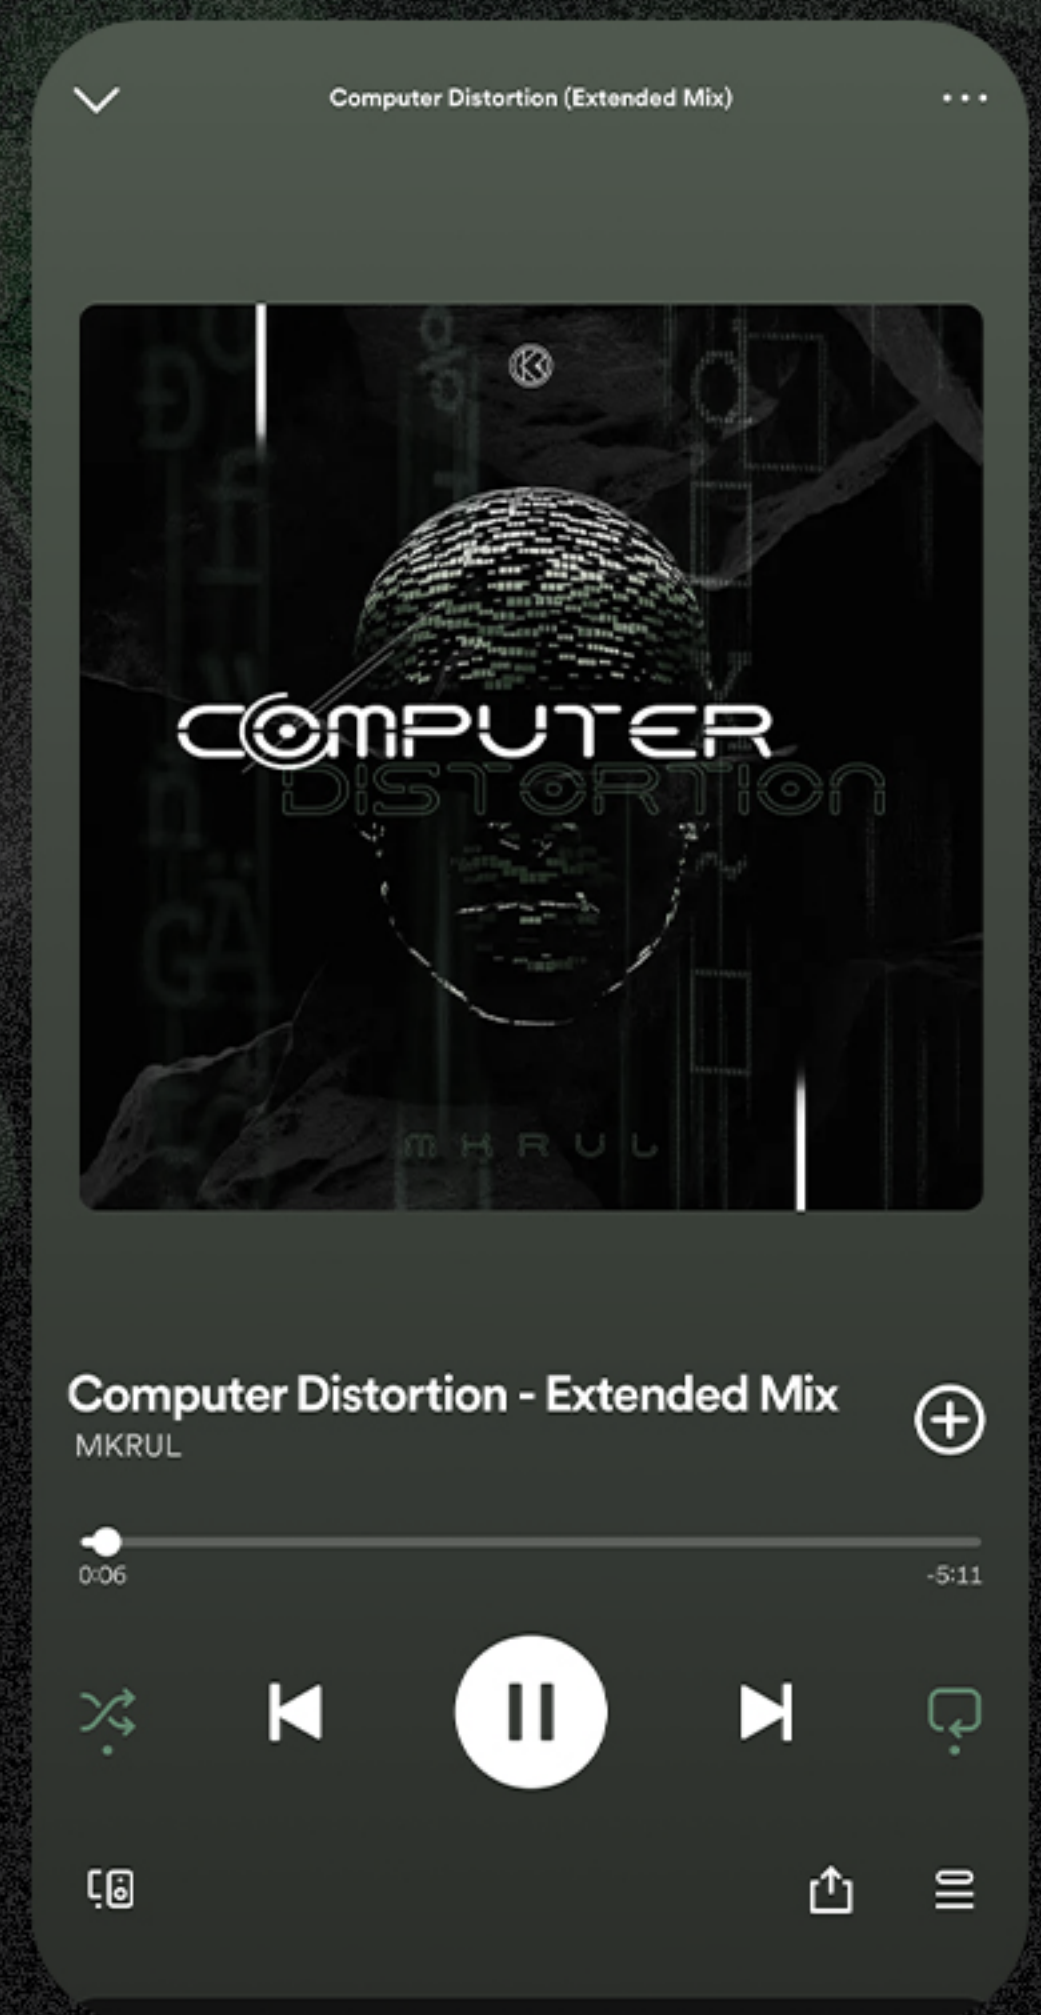 Computer Distortion (Extended Mix)
COMPUTER
DISTORTION
MKRUL
Computer Distortion - Extended Mix
MKRUL
0:06
-5:11